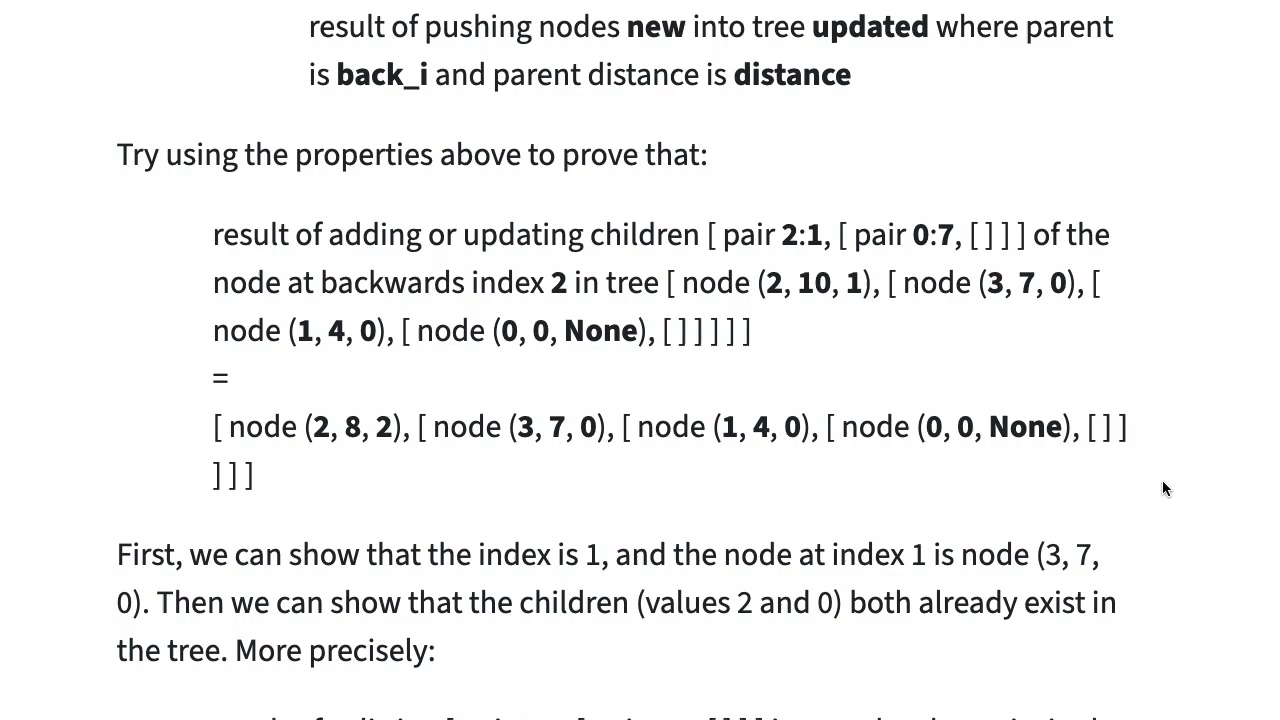 result of pushing nodes new into tree updated where parent
is back_i and parent distance is distance
Try using the properties above to prove that:
result of adding or updating children [ pair 2:1, [ pair 0:7, [ ] ] ] of the
node at backwards index 2 in tree [ node (2, 10, 1), [ node (3, 7, 0), [
node (1, 4, 0), [ node (0, 0, None), [ ] ] ] ] ]
=
[ node (2, 8, 2), [ node (3, 7, 0), [ node (1, 4, 0), [ node (0, 0, None), [ ] ]
] ] ]
First, we can show that the index is 1, and the node at index 1 is node (3, 7,
0). Then we can show that the children (values 2 and 0) both already exist in
the tree. More precisely: